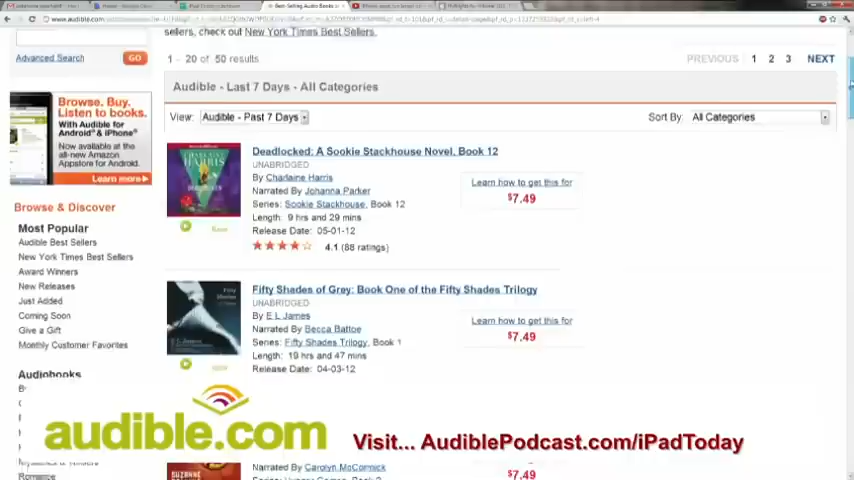 sellers, check out New York Times Best Sellers.
Advanced Search
GO
1 - 20 of 50 results
PREVIOUS 1 2 3 NEXT
Audible - Last 7 Days - All Categories
View: Audible - Past 7 Days
Sort By: All Categories
Browse. Buy.
Listen to books.
With Audible for
Android & iPhone
Now available at the
all-new Amazon
Appstore for Android.
Learn more
Browse & Discover
Most Popular
Audible Best Sellers
New York Times Best Sellers
Award Winners
New Releases
Just Added
Coming Soon
Give a Gift
Monthly Customer Favorites
Audiobooks
Romance
Deadlocked: A Sookie Stackhouse Novel, Book 12
UNABRIDGED
By Charlaine Harris
Narrated By Johanna Parker
Series: Sookie Stackhouse, Book 12
Length: 9 hrs and 29 mins
Release Date: 05-01-12
4.1 (88 ratings)
Learn how to get this for
$7.49
Fifty Shades of Grey: Book One of the Fifty Shades Trilogy
UNABRIDGED
By E L James
Narrated By Becca Battoe
Series: Fifty Shades Trilogy, Book 1
Length: 19 hrs and 47 mins
Release Date: 04-03-12
Learn how to get this for
$7.49
audible.com
Visit... AudiblePodcast.com/iPadToday
Narrated By Carolyn McCormick
$7.49